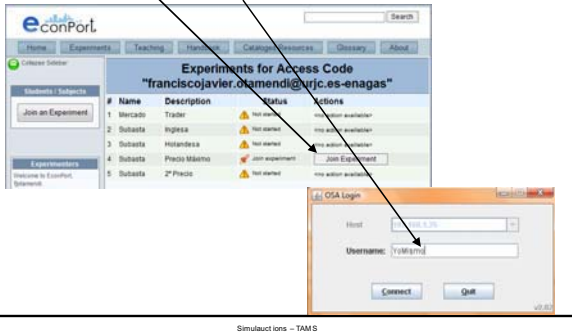 econPort.
Search
Home Experiments Teaching Handbook Cataloged Resources Glossary About
Collapse Sidebar
Students / Subjects
Join an Experiment
Experimenters
Welcome to EconPort,
Experiments for Access Code
"franciscojavier.otamendi@urjc.es-enagas"
# Name Description Status Actions
1 Mercado Trader Not started <no action available>
2 Subasta Inglesa Not started <no action available>
3 Subasta Holandesa Not started <no action available>
4 Subasta Precio Máximo Join experiment Join Experiment
5 Subasta 2º Precio Not started <no action available>
OSA Login
Host
Username: YoMismo
Connect Quit
v2.82
Simulauct ions – TAMS